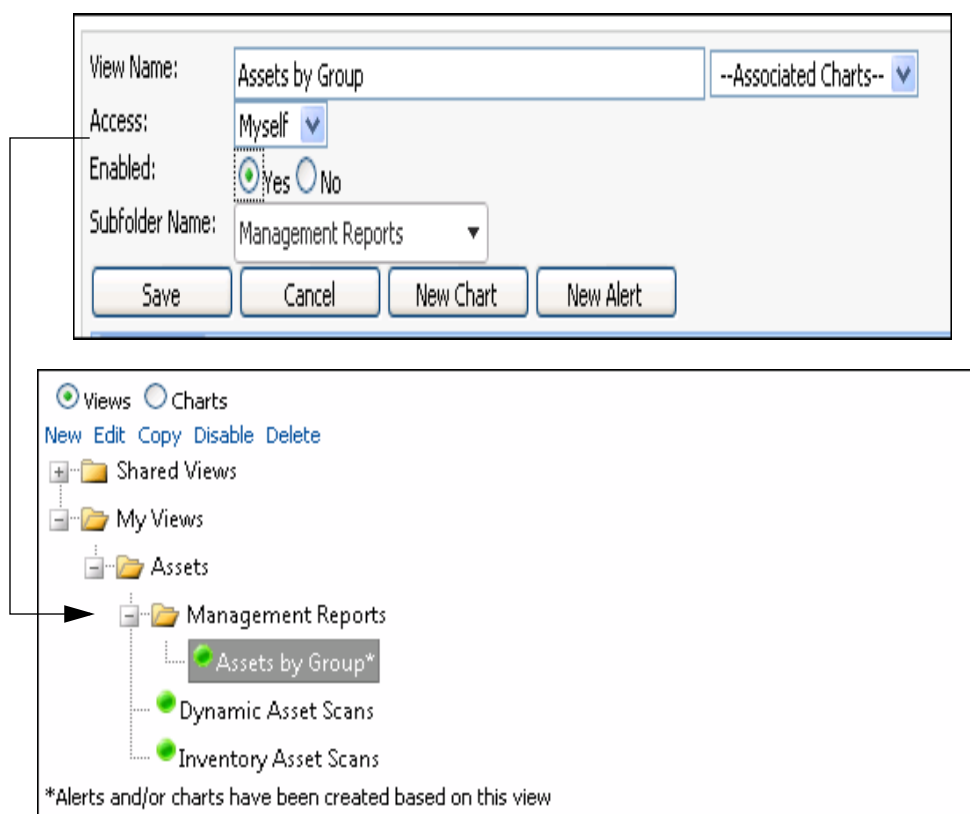 View Name: Assets by Group --Associated Charts--
Access: Myself
Enabled: Yes No
Subfolder Name: Management Reports
Save Cancel New Chart New Alert
Views Charts
New Edit Copy Disable Delete
Shared Views
My Views
Assets
Management Reports
Assets by Group*
Dynamic Asset Scans
Inventory Asset Scans
*Alerts and/or charts have been created based on this view